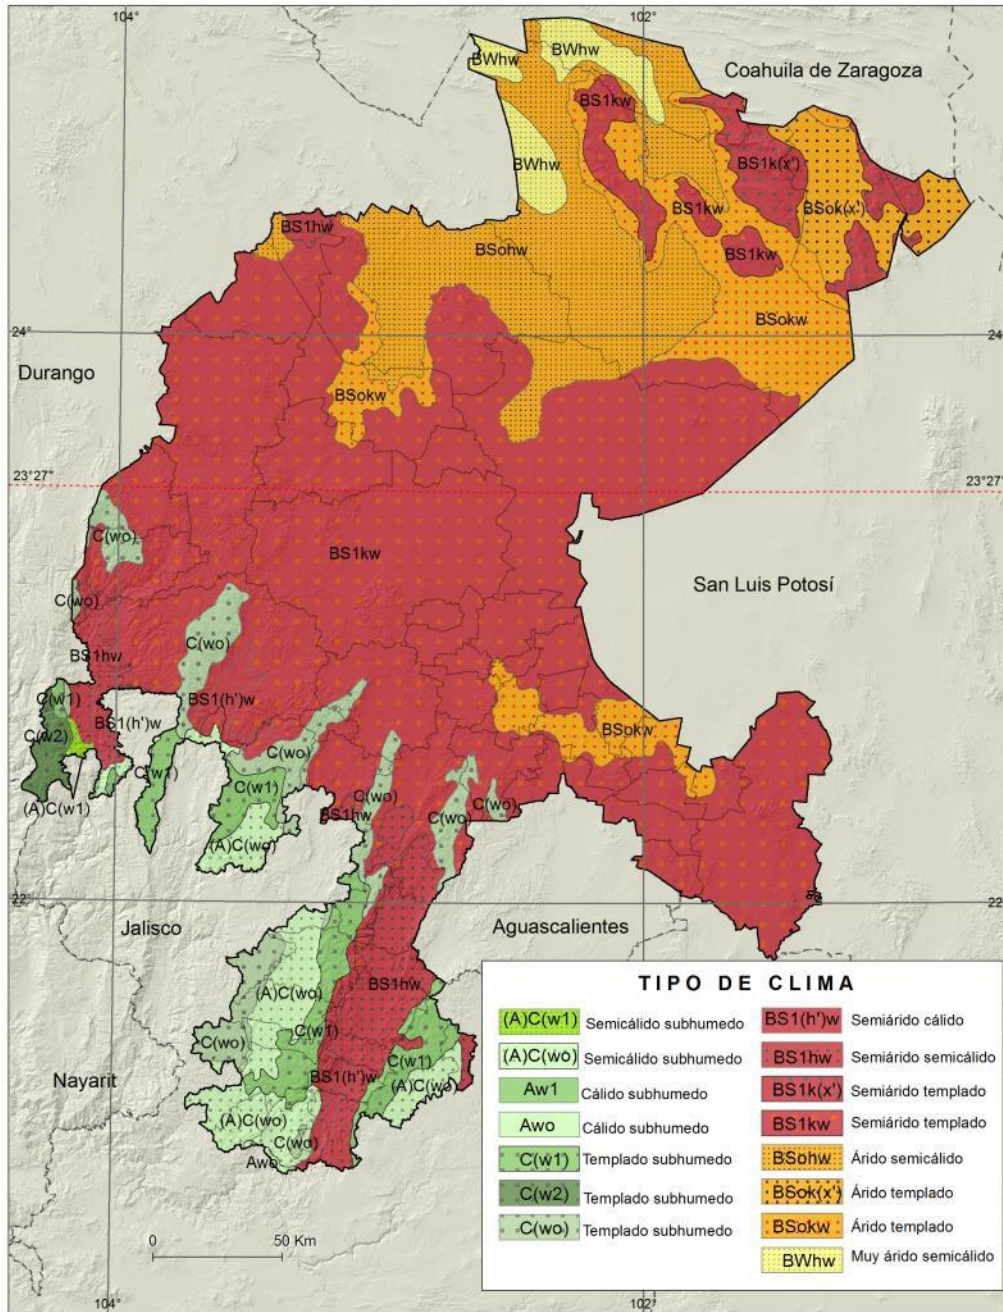 104°
102°
BWhw
BWhw
Coahuila de Zaragoza
BS1kw
BWhw
BS1k(x')
BS1kw
BSok(x')
BS1hw
BSohw
BS1kw
BSokw
24°
24°
Durango
BSokw
23°27"
23°27"
C(wo)
BS1kw
C(wo)
San Luis Potosí
C(wo)
BS1hw
C(w1)
BS1(h')w
BS1(h')w
C(w2)
C(wo)
BSokw
C(w1)
C(w1)
C(wo)
C(wo)
(A)C(w1)
BS1hw
C(wo)
(A)C(wo)
22°
22°
Jalisco
Aguascalientes
(A)C(wo)
BS1hw
C(w1)
C(wo)
C(w1)
BS1(h')w
(A)C(wo)
Nayarit
(A)C(wo)
C(wo)
Awo
0 50 Km
104°
102°
TIPO DE CLIMA
(A)C(w1) Semicálido subhumedo
(A)C(wo) Semicálido subhumedo
Aw1 Cálido subhumedo
Awo Cálido subhumedo
C(w1) Templado subhumedo
C(w2) Templado subhumedo
C(wo) Templado subhumedo
BS1(h')w Semiárido cálido
BS1hw Semiárido semicálido
BS1k(x') Semiárido templado
BS1kw Semiárido templado
BSohw Árido semicálido
BSok(x') Árido templado
BSokw Árido templado
BWhw Muy árido semicálido